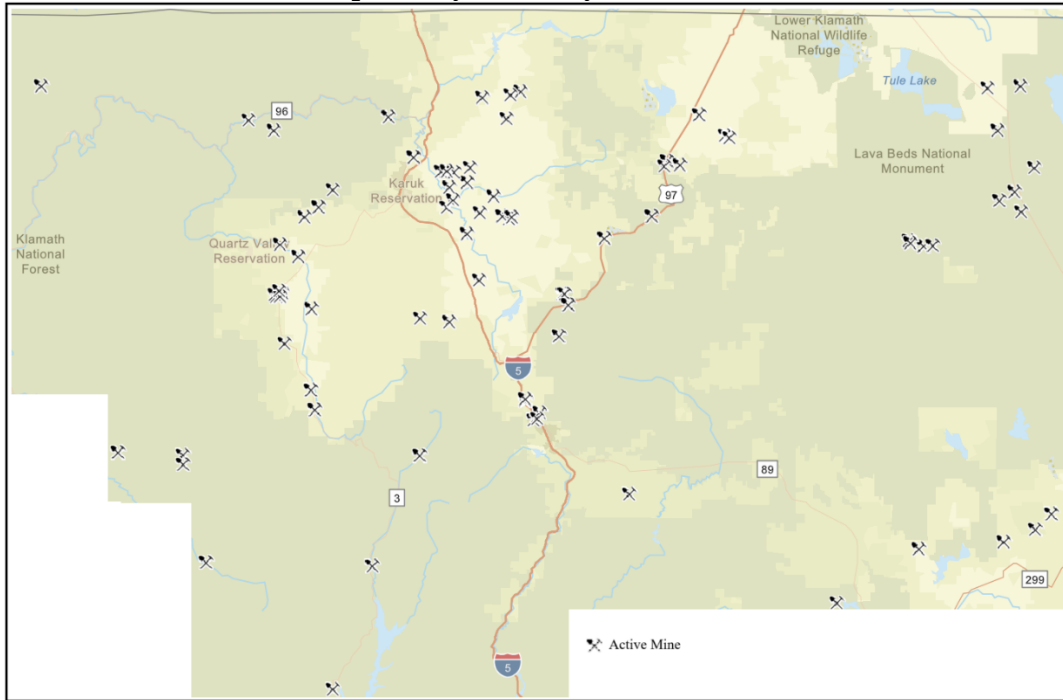 Lower Klamath
National Wildlife
Refuge
Tule Lake
96
Lava Beds National
Monument
Karuk
Reservation
97
Klamath
National
Forest
Quartz Valley
Reservation
5
89
3
299
Active Mine
5